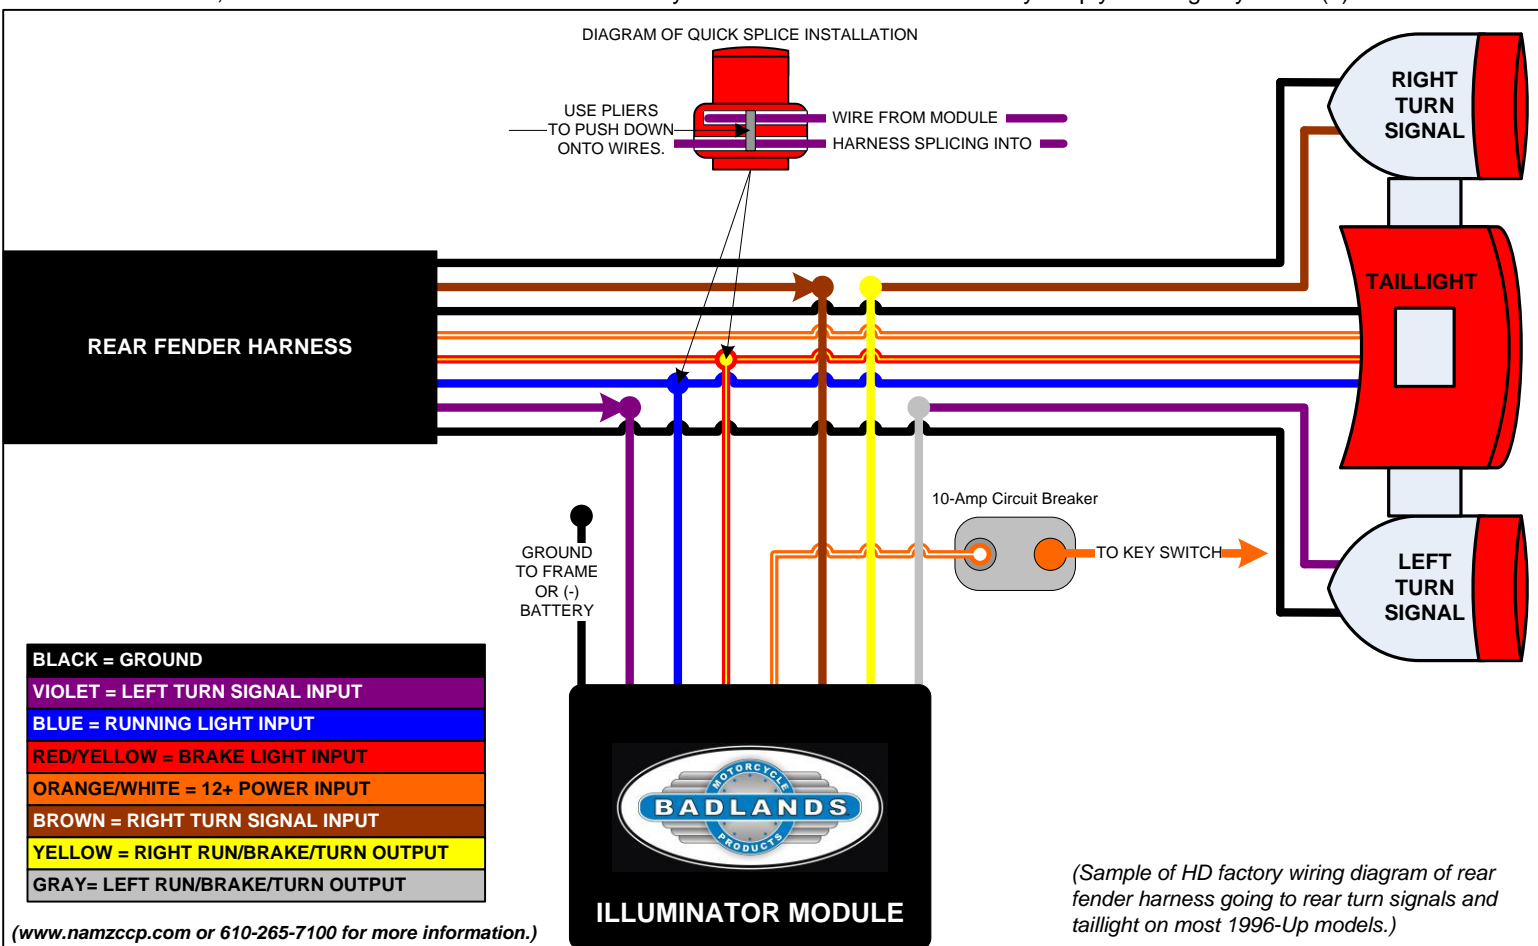 DIAGRAM OF QUICK SPLICE INSTALLATION
USE PLIERS
TO PUSH DOWN
ONTO WIRES.
WIRE FROM MODULE
HARNESS SPLICING INTO
RIGHT
TURN
SIGNAL
TAILLIGHT
REAR FENDER HARNESS
10-Amp Circuit Breaker
TO KEY SWITCH
GROUND
TO FRAME
OR (-)
BATTERY
LEFT
TURN
SIGNAL
BLACK = GROUND
VIOLET = LEFT TURN SIGNAL INPUT
BLUE = RUNNING LIGHT INPUT
RED/YELLOW = BRAKE LIGHT INPUT
ORANGE/WHITE = 12+ POWER INPUT
BROWN = RIGHT TURN SIGNAL INPUT
YELLOW = RIGHT RUN/BRAKE/TURN OUTPUT
GRAY= LEFT RUN/BRAKE/TURN OUTPUT
(www.namzccp.com or 610-265-7100 for more information.)
MOTORCYCLE
BADLANDS
PRODUCTS
ILLUMINATOR MODULE
(Sample of HD factory wiring diagram of rear
fender harness going to rear turn signals and
taillight on most 1996-Up models.)